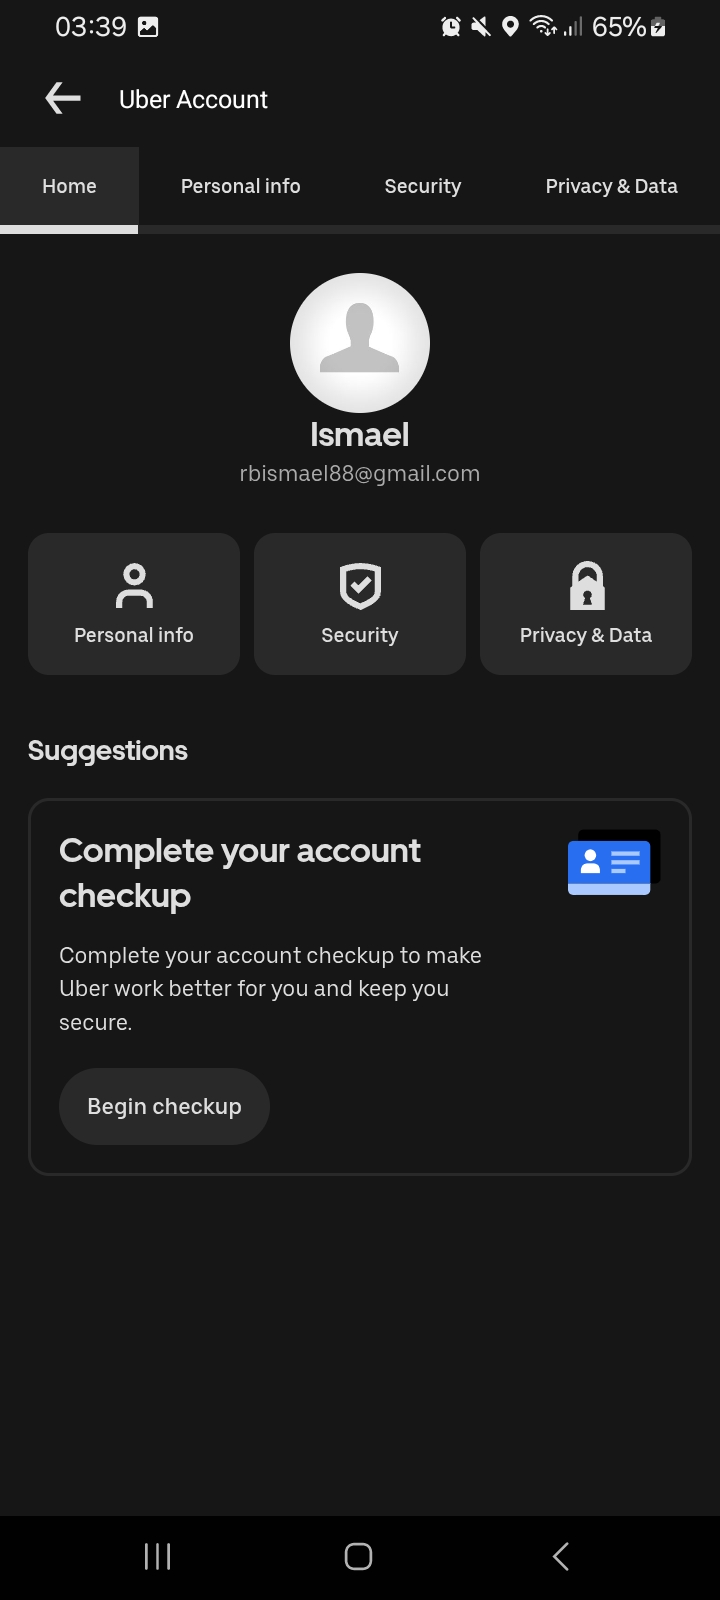 03:39
65%
Uber Account
Home
Personal info
Security
Privacy & Data
Ismael
rbismael88@gmail.com
Personal info
Security
Privacy & Data
Suggestions
Complete your account
checkup
Complete your account checkup to make
Uber work better for you and keep you
secure.
Begin checkup